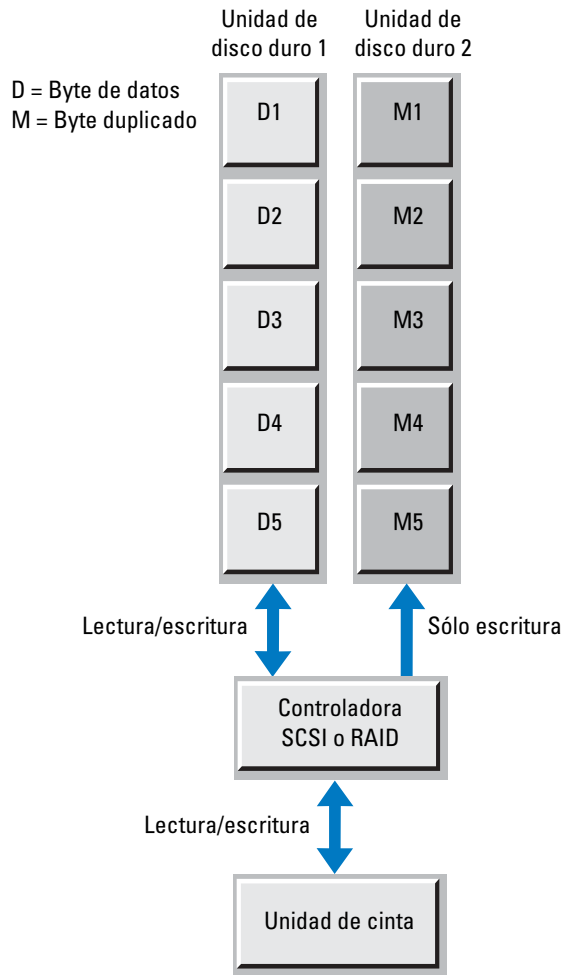 Unidad de
disco duro 1
Unidad de
disco duro 2
D = Byte de datos
M = Byte duplicado
D1
M1
D2
M2
D3
M3
D4
M4
D5
M5
Lectura/escritura
Sólo escritura
Controladora
SCSI o RAID
Lectura/escritura
Unidad de cinta